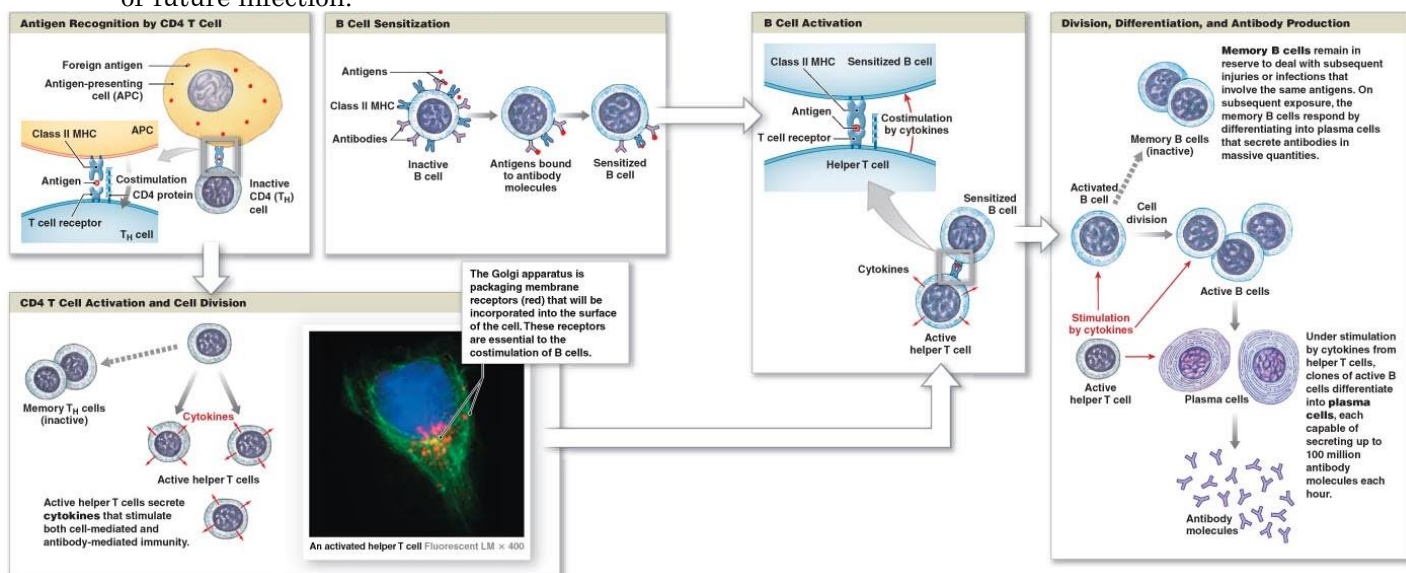 of future infection.
Antigen Recognition by CD4 T Cell
Foreign antigen
Antigen-presenting
cell (APC)
Class II MHC
APC
Antigen
Costimulation
CD4 protein
T cell receptor
TH cell
Inactive
CD4 (TH)
cell
B Cell Sensitization
Antigens
Class II MHC
Antibodies
Inactive
B cell
Antigens bound
to antibody
molecules
Sensitized
B cell
CD4 T Cell Activation and Cell Division
Memory TH cells
(inactive)
Cytokines
Active helper T cells
Active helper T cells secrete
cytokines that stimulate
both cell-mediated and
antibody-mediated immunity.
The Golgi apparatus is
packaging membrane
receptors (red) that will be
incorporated into the surface
of the cell. These receptors
are essential to the
costimulation of B cells.
An activated helper T cell Fluorescent LM × 400
B Cell Activation
Class II MHC
Sensitized B cell
Antigen
Costimulation
by cytokines
T cell receptor
Helper T cell
Sensitized
B cell
Cytokines
Active
helper T cell
Division, Differentiation, and Antibody Production
Memory B cells remain in
reserve to deal with subsequent
injuries or infections that
involve the same antigens. On
subsequent exposure, the
memory B cells respond by
differentiating into plasma cells
that secrete antibodies in
massive quantities.
Memory B cells
(inactive)
Activated
B cell
Cell
division
Active B cells
Stimulation
by cytokines
Active
helper T cell
Plasma cells
Under stimulation
by cytokines from
helper T cells,
clones of active B
cells differentiate
into plasma
cells, each
capable of
secreting up to
100 million
antibody
molecules each
hour.
Antibody
molecules